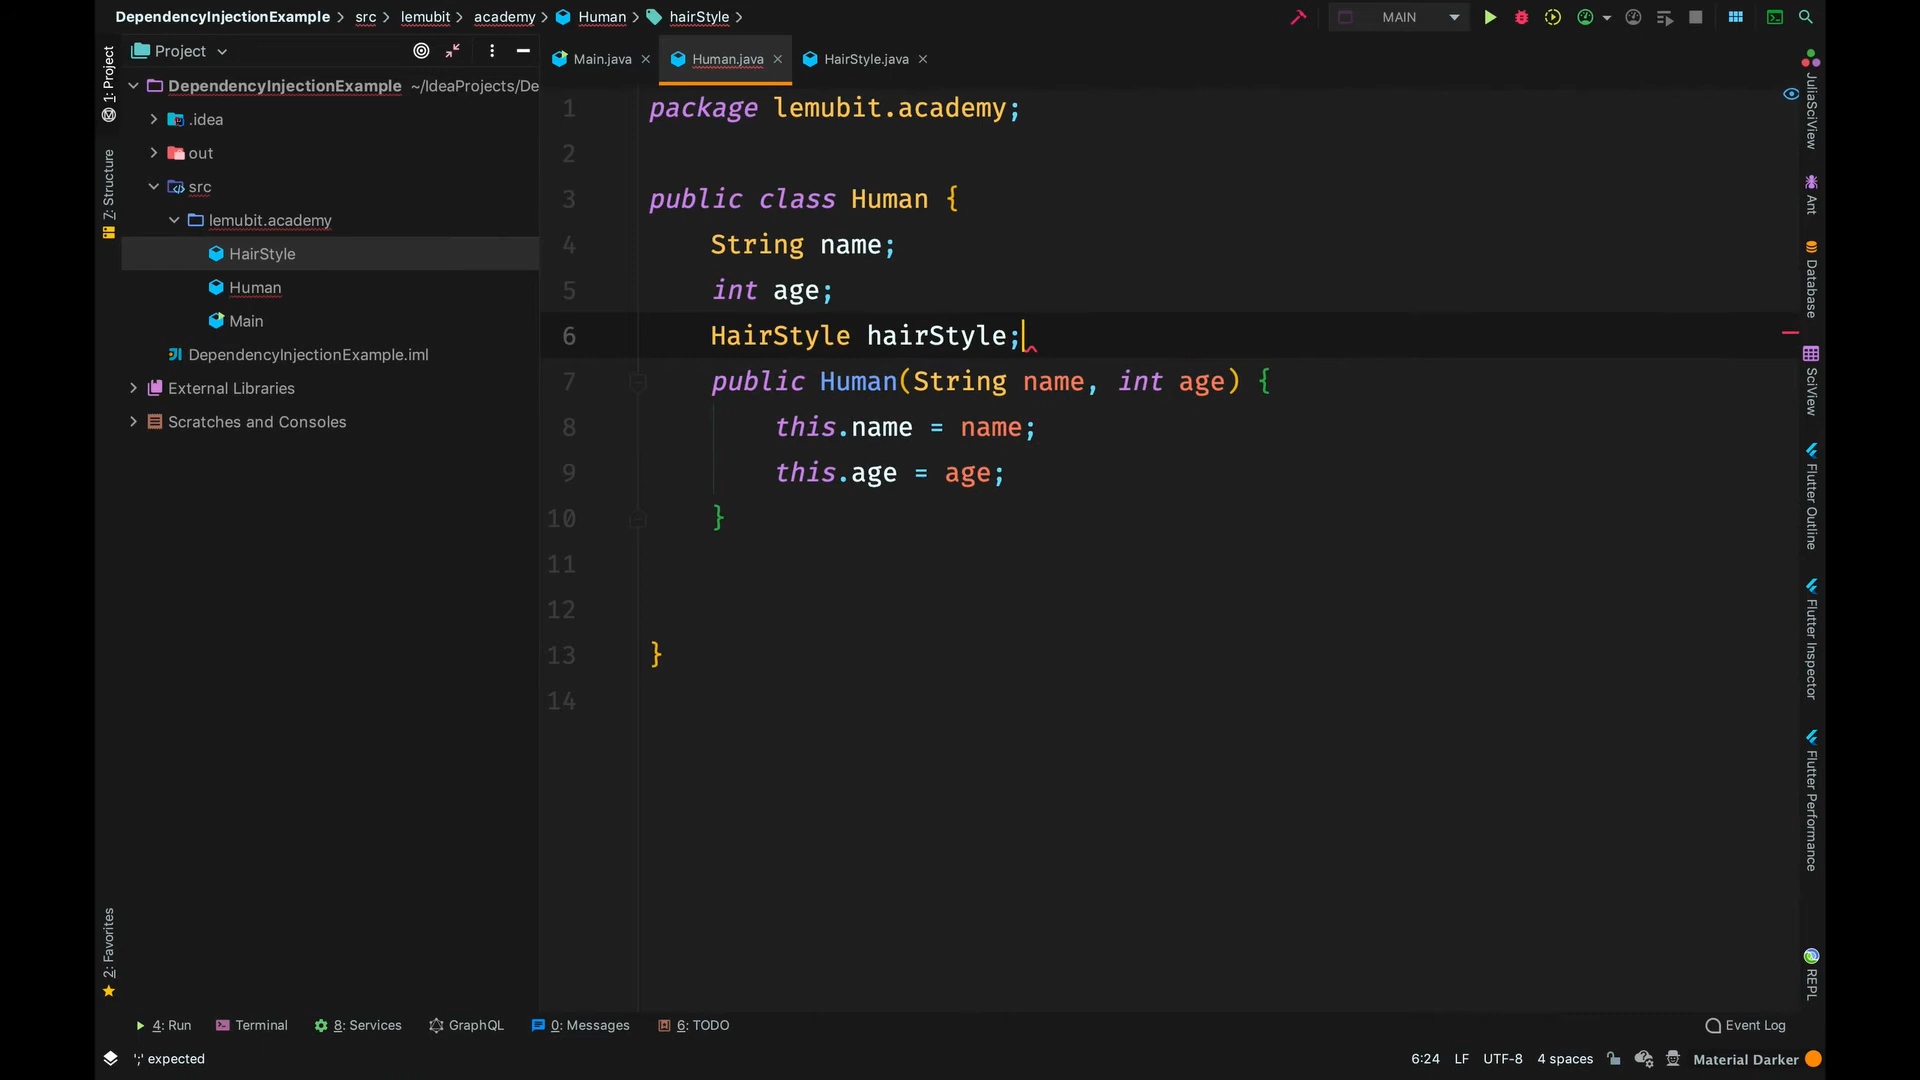 DependencyInjectionExample > src > lemubit > academy > Human > hairStyle >
MAIN
Project
Main.java
Human.java
HairStyle.java
DependencyInjectionExample ~/IdeaProjects/De
.idea
out
src
lemubit.academy
HairStyle
Human
Main
DependencyInjectionExample.iml
External Libraries
Scratches and Consoles
1: Project
7: Structure
2: Favorites
1 package lemubit.academy;
2
3 public class Human {
4 String name;
5 int age;
6 HairStyle hairStyle;
7 public Human(String name, int age) {
8 this.name = name;
9 this.age = age;
10 }
11
12
13 }
14
JuliaSciView
Ant
Database
SciView
Flutter Outline
Flutter Inspector
Flutter Performance
REPL
4: Run
Terminal
8: Services
GraphQL
0: Messages
6: TODO
Event Log
';' expected
6:24 LF UTF-8 4 spaces Material Darker